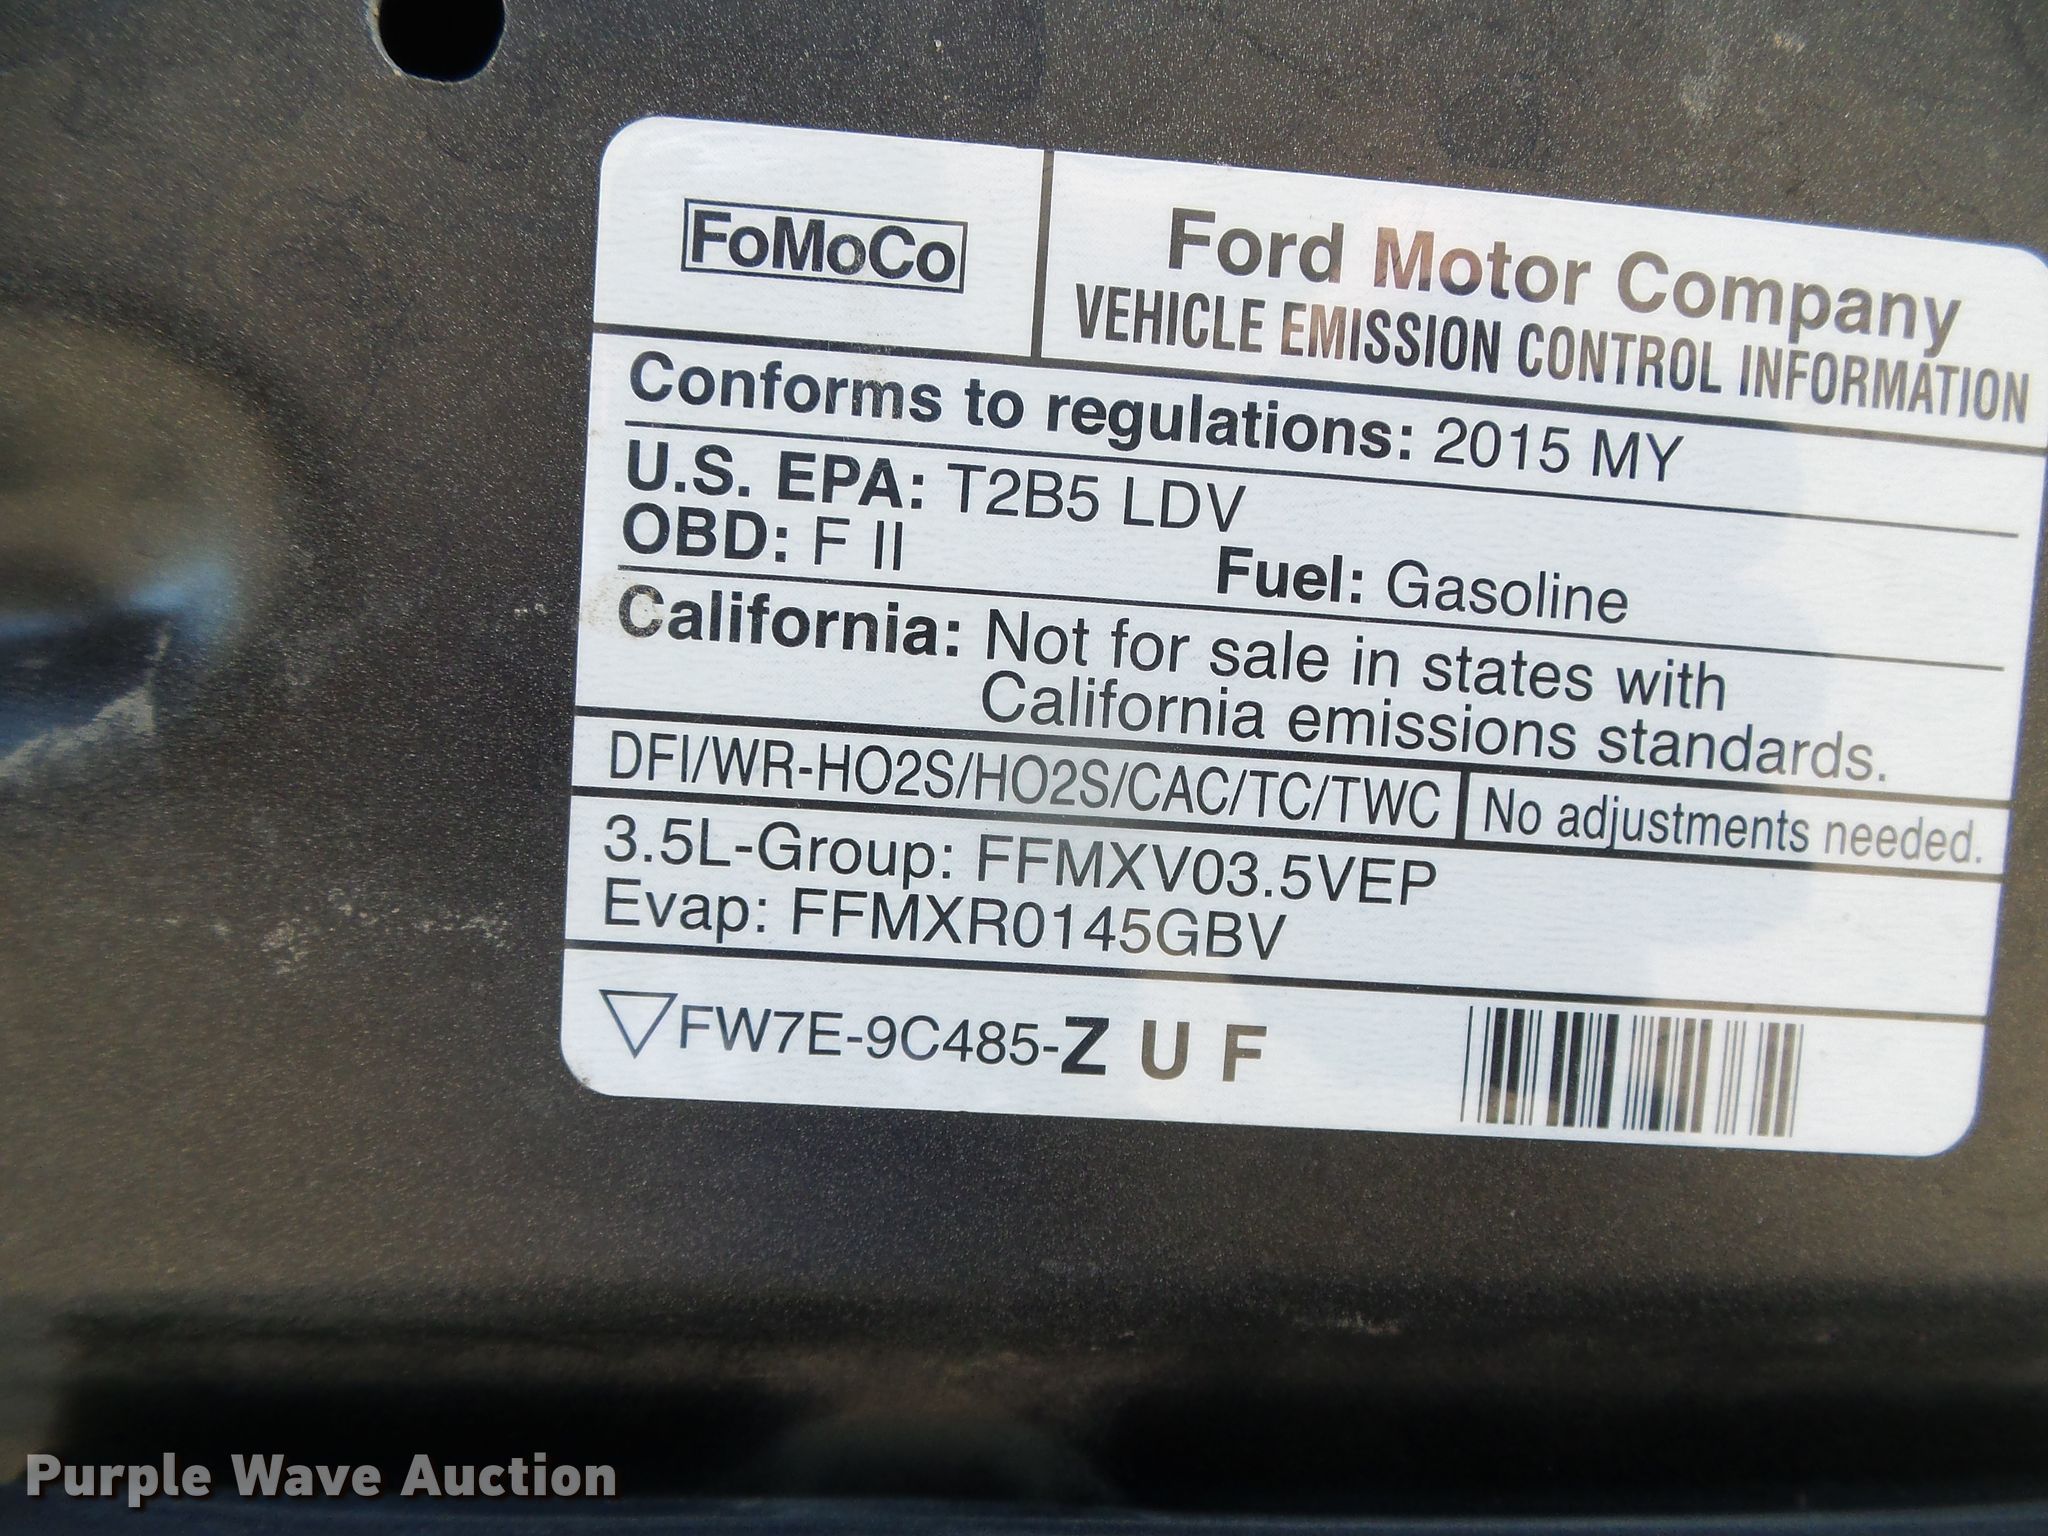 FoMoCo
Ford Motor Company
VEHICLE EMISSION CONTROL INFORMATION
Conforms to regulations: 2015 MY
U.S. EPA: T2B5 LDV
OBD: F II Fuel: Gasoline
California: Not for sale in states with
California emissions standards.
DFI/WR-HO2S/HO2S/CAC/TC/TWC No adjustments needed.
3.5L-Group: FFMXV03.5VEP
Evap: FFMXR0145GBV
FW7E-9C485-Z U F
Purple Wave Auction